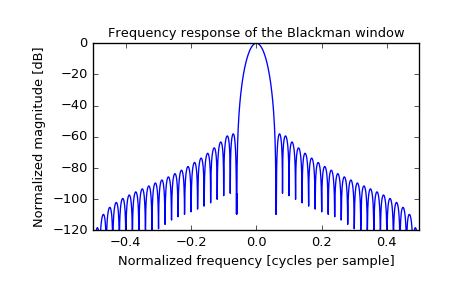 Frequency response of the Blackman window
Normalized magnitude [dB]
0
−20
−40
−60
−80
−100
−120
−0.4 −0.2 0.0 0.2 0.4
Normalized frequency [cycles per sample]